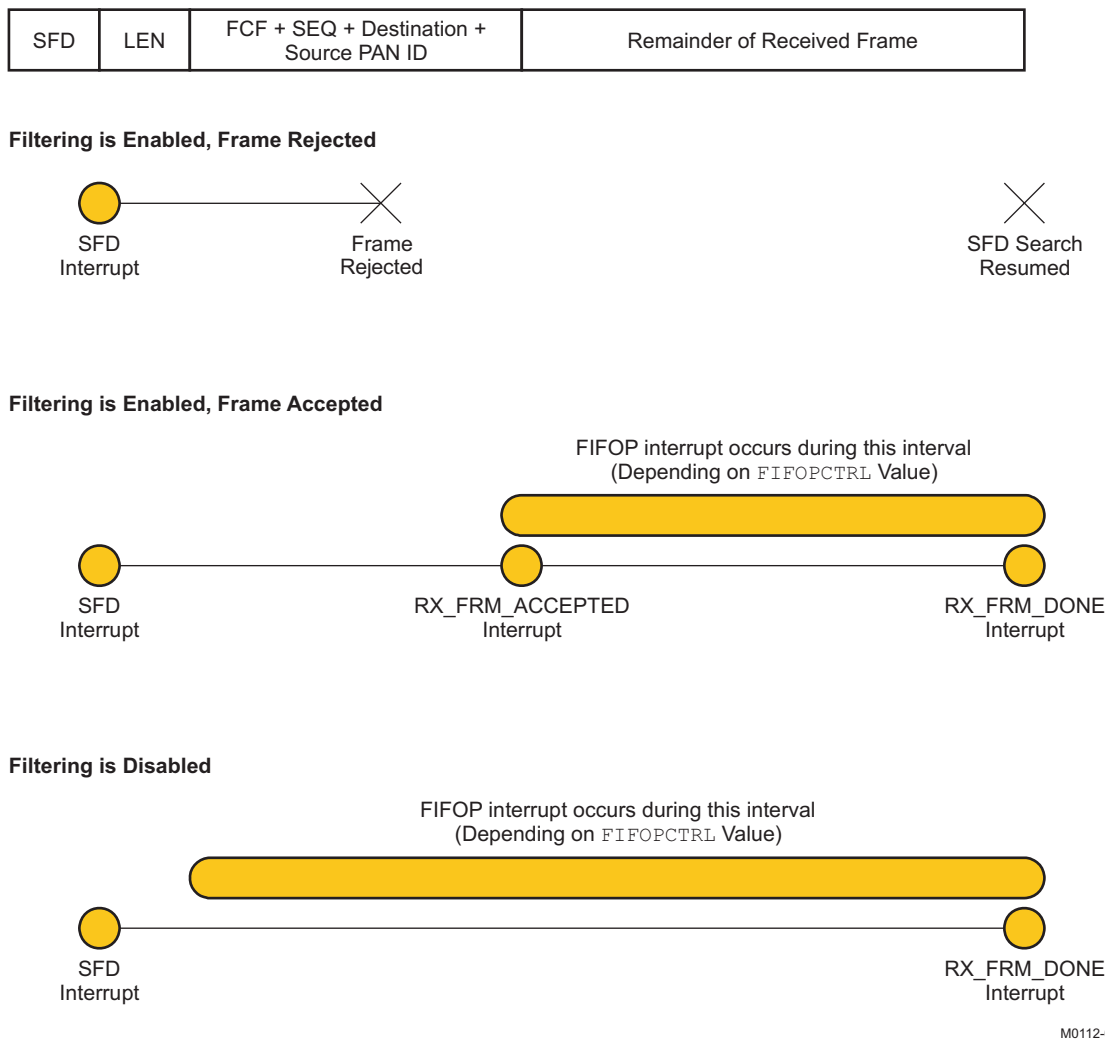 SFD
LEN
FCF + SEQ + Destination +
Source PAN ID
Remainder of Received Frame
Filtering is Enabled, Frame Rejected
SFD
Interrupt
Frame
Rejected
SFD Search
Resumed
Filtering is Enabled, Frame Accepted
FIFOP interrupt occurs during this interval
(Depending on FIFOPCTRL Value)
SFD
Interrupt
RX_FRM_ACCEPTED
Interrupt
RX_FRM_DONE
Interrupt
Filtering is Disabled
FIFOP interrupt occurs during this interval
(Depending on FIFOPCTRL Value)
SFD
Interrupt
RX_FRM_DONE
Interrupt
M0112-